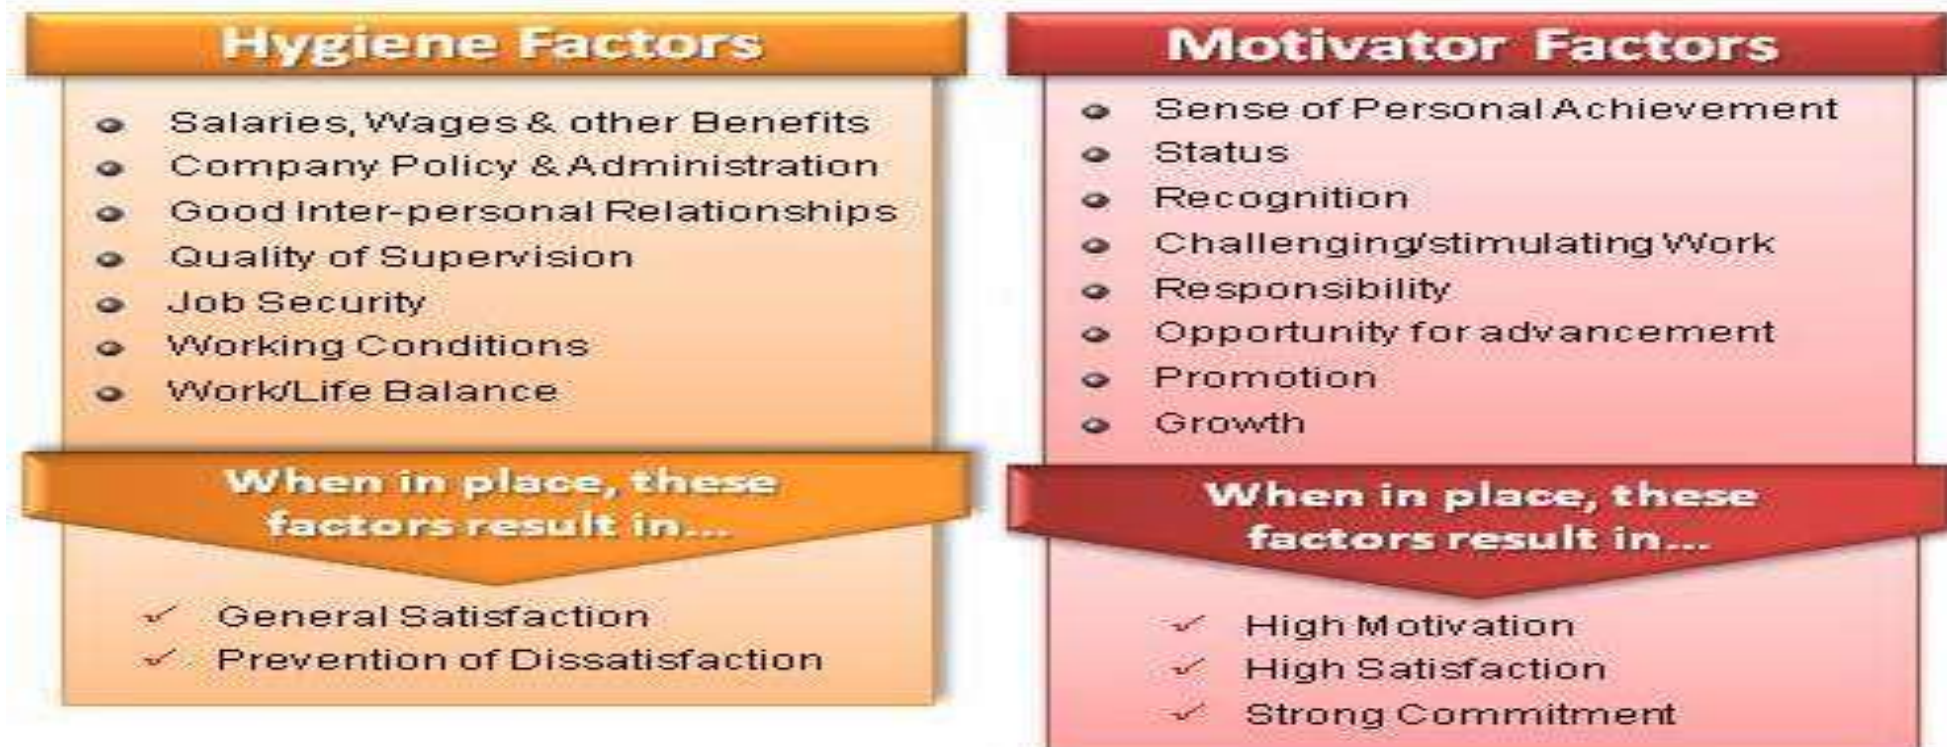 Hygiene Factors
Salaries, Wages & other Benefits
Company Policy & Administration
Good Inter-personal Relationships
Quality of Supervision
Job Security
Working Conditions
Work/Life Balance
When in place, these
factors result in...
General Satisfaction
Prevention of Dissatisfaction
Motivator Factors
Sense of Personal Achievement
Status
Recognition
Challenging/stimulating Work
Responsibility
Opportunity for advancement
Promotion
Growth
When in place, these
factors result in...
High Motivation
High Satisfaction
Strong Commitment